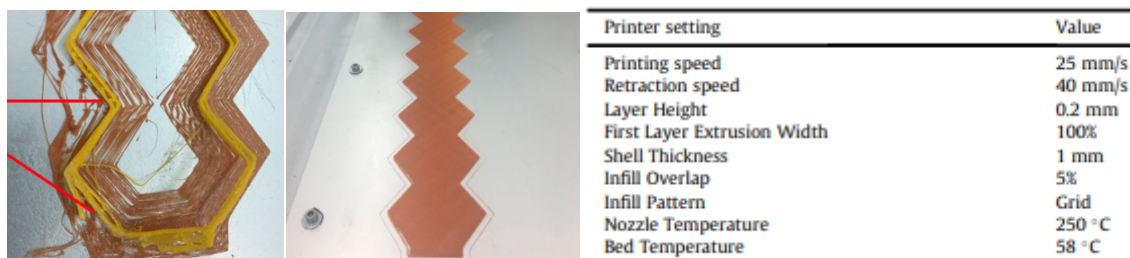 Printer setting Value
Printing speed 25 mm/s
Retraction speed 40 mm/s
Layer Height 0.2 mm
First Layer Extrusion Width 100%
Shell Thickness 1 mm
Infill Overlap 5%
Infill Pattern Grid
Nozzle Temperature 250 °C
Bed Temperature 58 °C